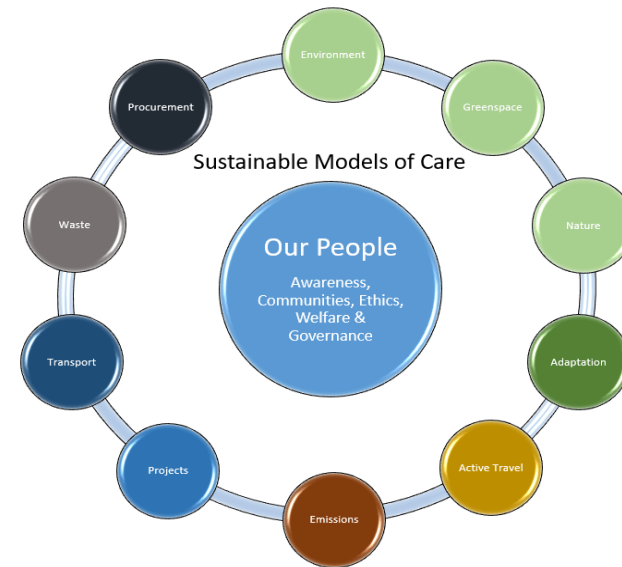 Environment
Procurement
Greenspace
Sustainable Models of Care
Waste
Nature
Our People
Awareness,
Communities, Ethics,
Welfare &
Governance
Transport
Adaptation
Projects
Active Travel
Emissions